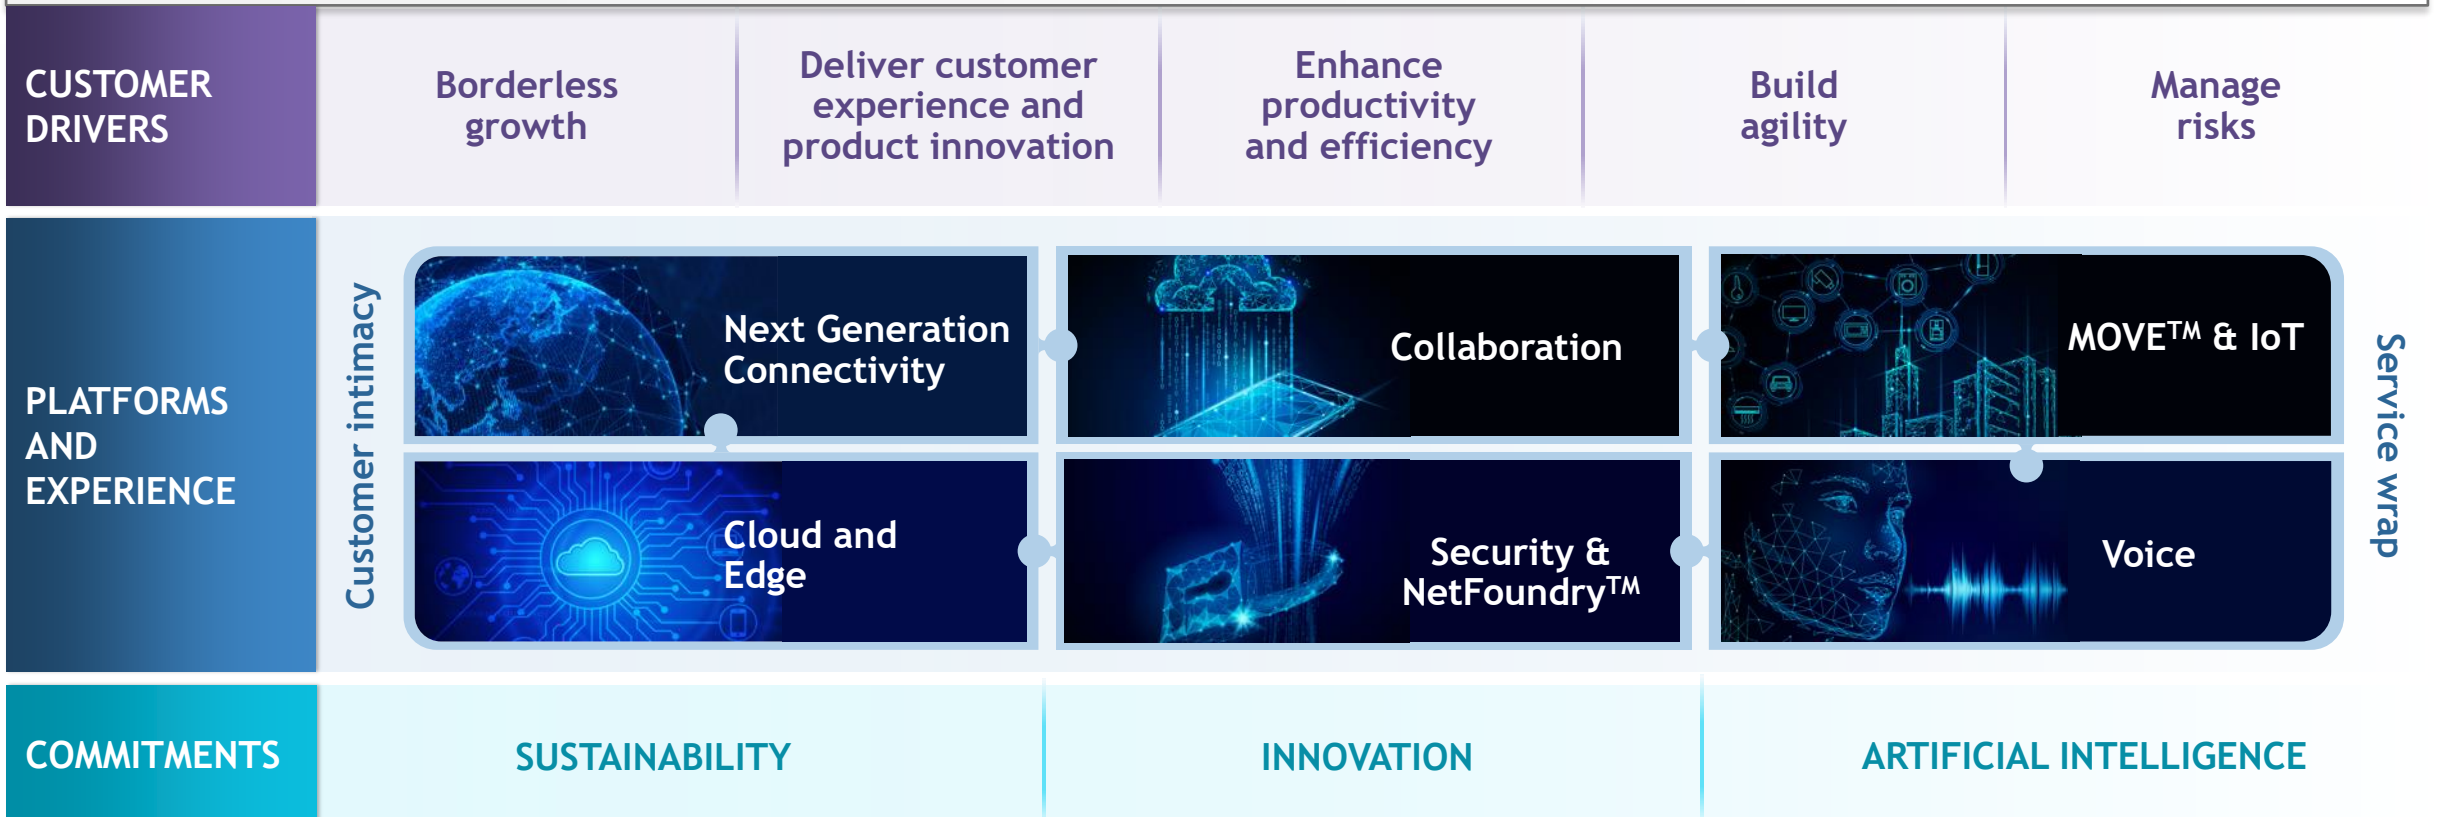 CUSTOMER
DRIVERS
Borderless
growth
Deliver customer
experience and
product innovation
Enhance
productivity
and efficiency
Build
agility
Manage
risks
PLATFORMS
AND
EXPERIENCE
Customer intimacy
Next Generation
Connectivity
Collaboration
MOVE™ & IoT
Cloud and
Edge
Security &
NetFoundry™
Voice
Service wrap
COMMITMENTS
SUSTAINABILITY
INNOVATION
ARTIFICIAL INTELLIGENCE